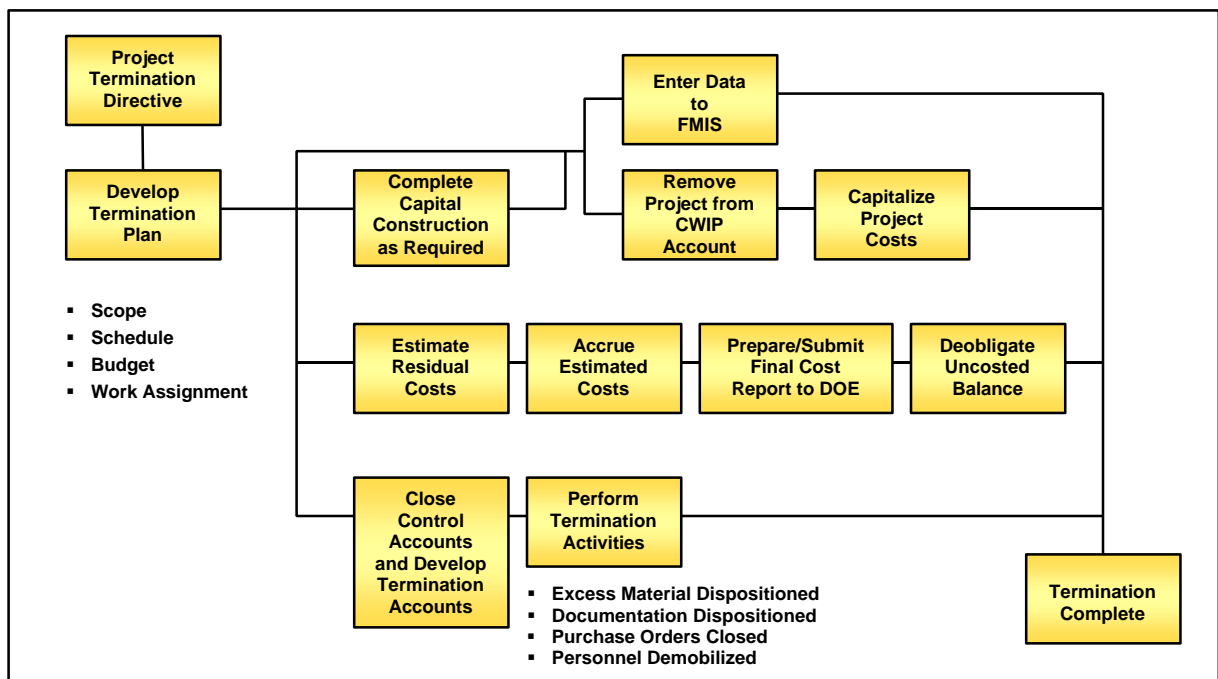 Project
Termination
Directive
Develop
Termination
Plan
▪ Scope
▪ Schedule
▪ Budget
▪ Work Assignment
Complete
Capital
Construction
as Required
Enter Data
to
FMIS
Remove
Project from
CWIP
Account
Capitalize
Project
Costs
Estimate
Residual
Costs
Accrue
Estimated
Costs
Prepare/Submit
Final Cost
Report to DOE
Deobligate
Uncosted
Balance
Close
Control
Accounts
and Develop
Termination
Accounts
Perform
Termination
Activities
▪ Excess Material Dispositioned
▪ Documentation Dispositioned
▪ Purchase Orders Closed
▪ Personnel Demobilized
Termination
Complete